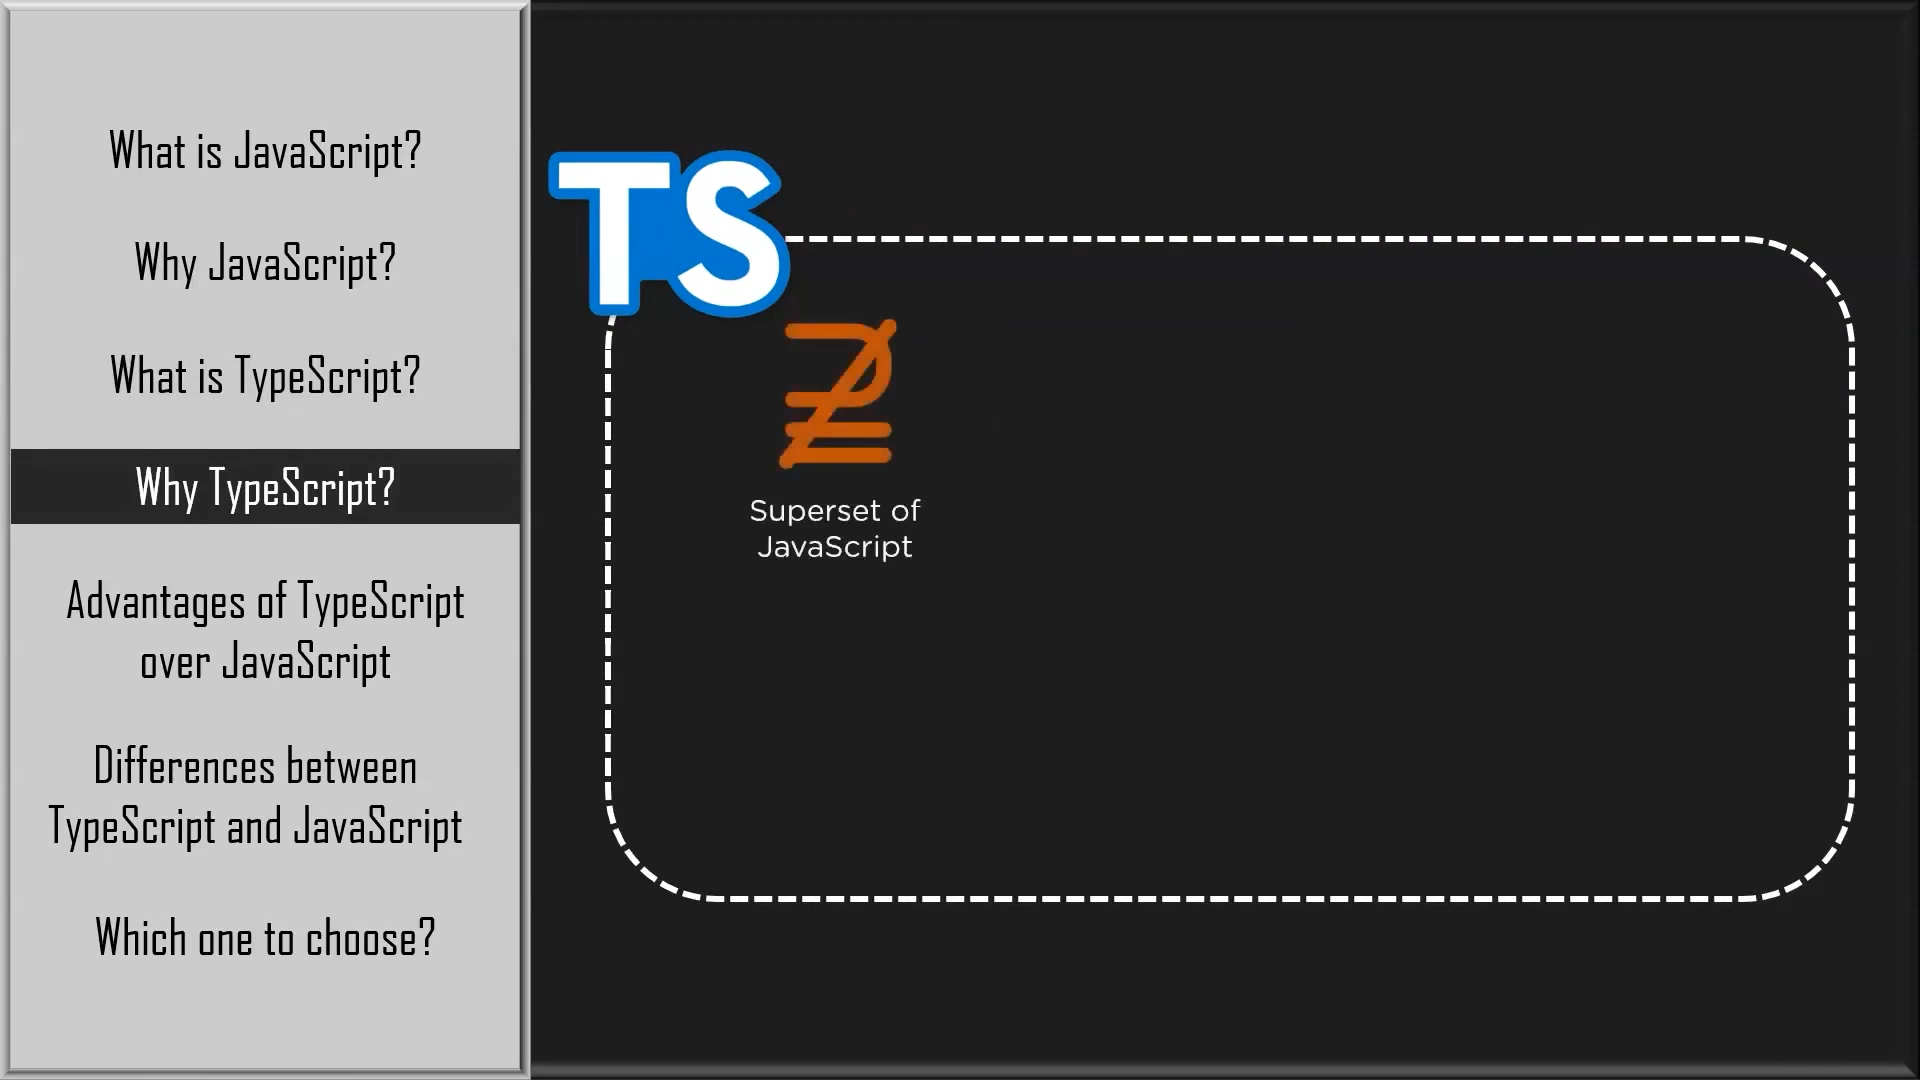 What is JavaScript?
Why JavaScript?
What is TypeScript?
Why TypeScript?
Advantages of TypeScript
over JavaScript
Differences between
TypeScript and JavaScript
Which one to choose?
TS
Superset of
JavaScript